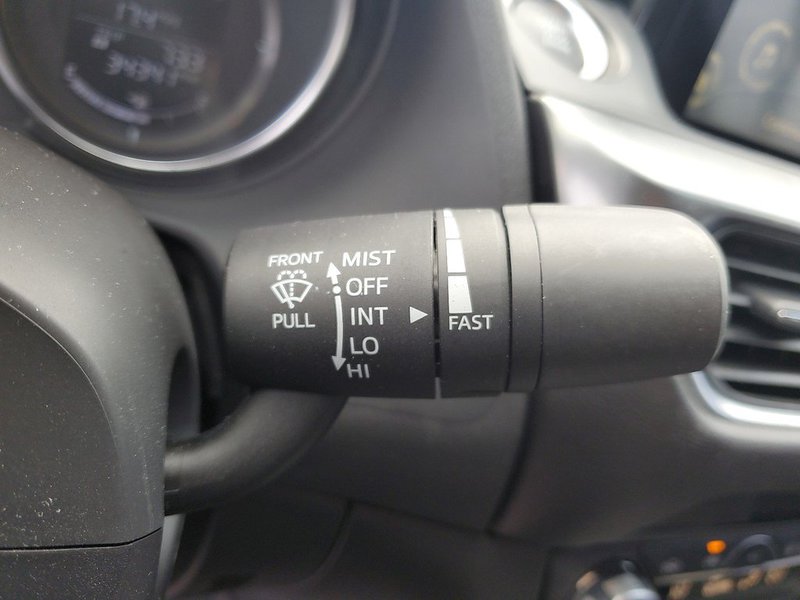 FRONT
PULL
MIST
OFF
INT
LO
HI
FAST